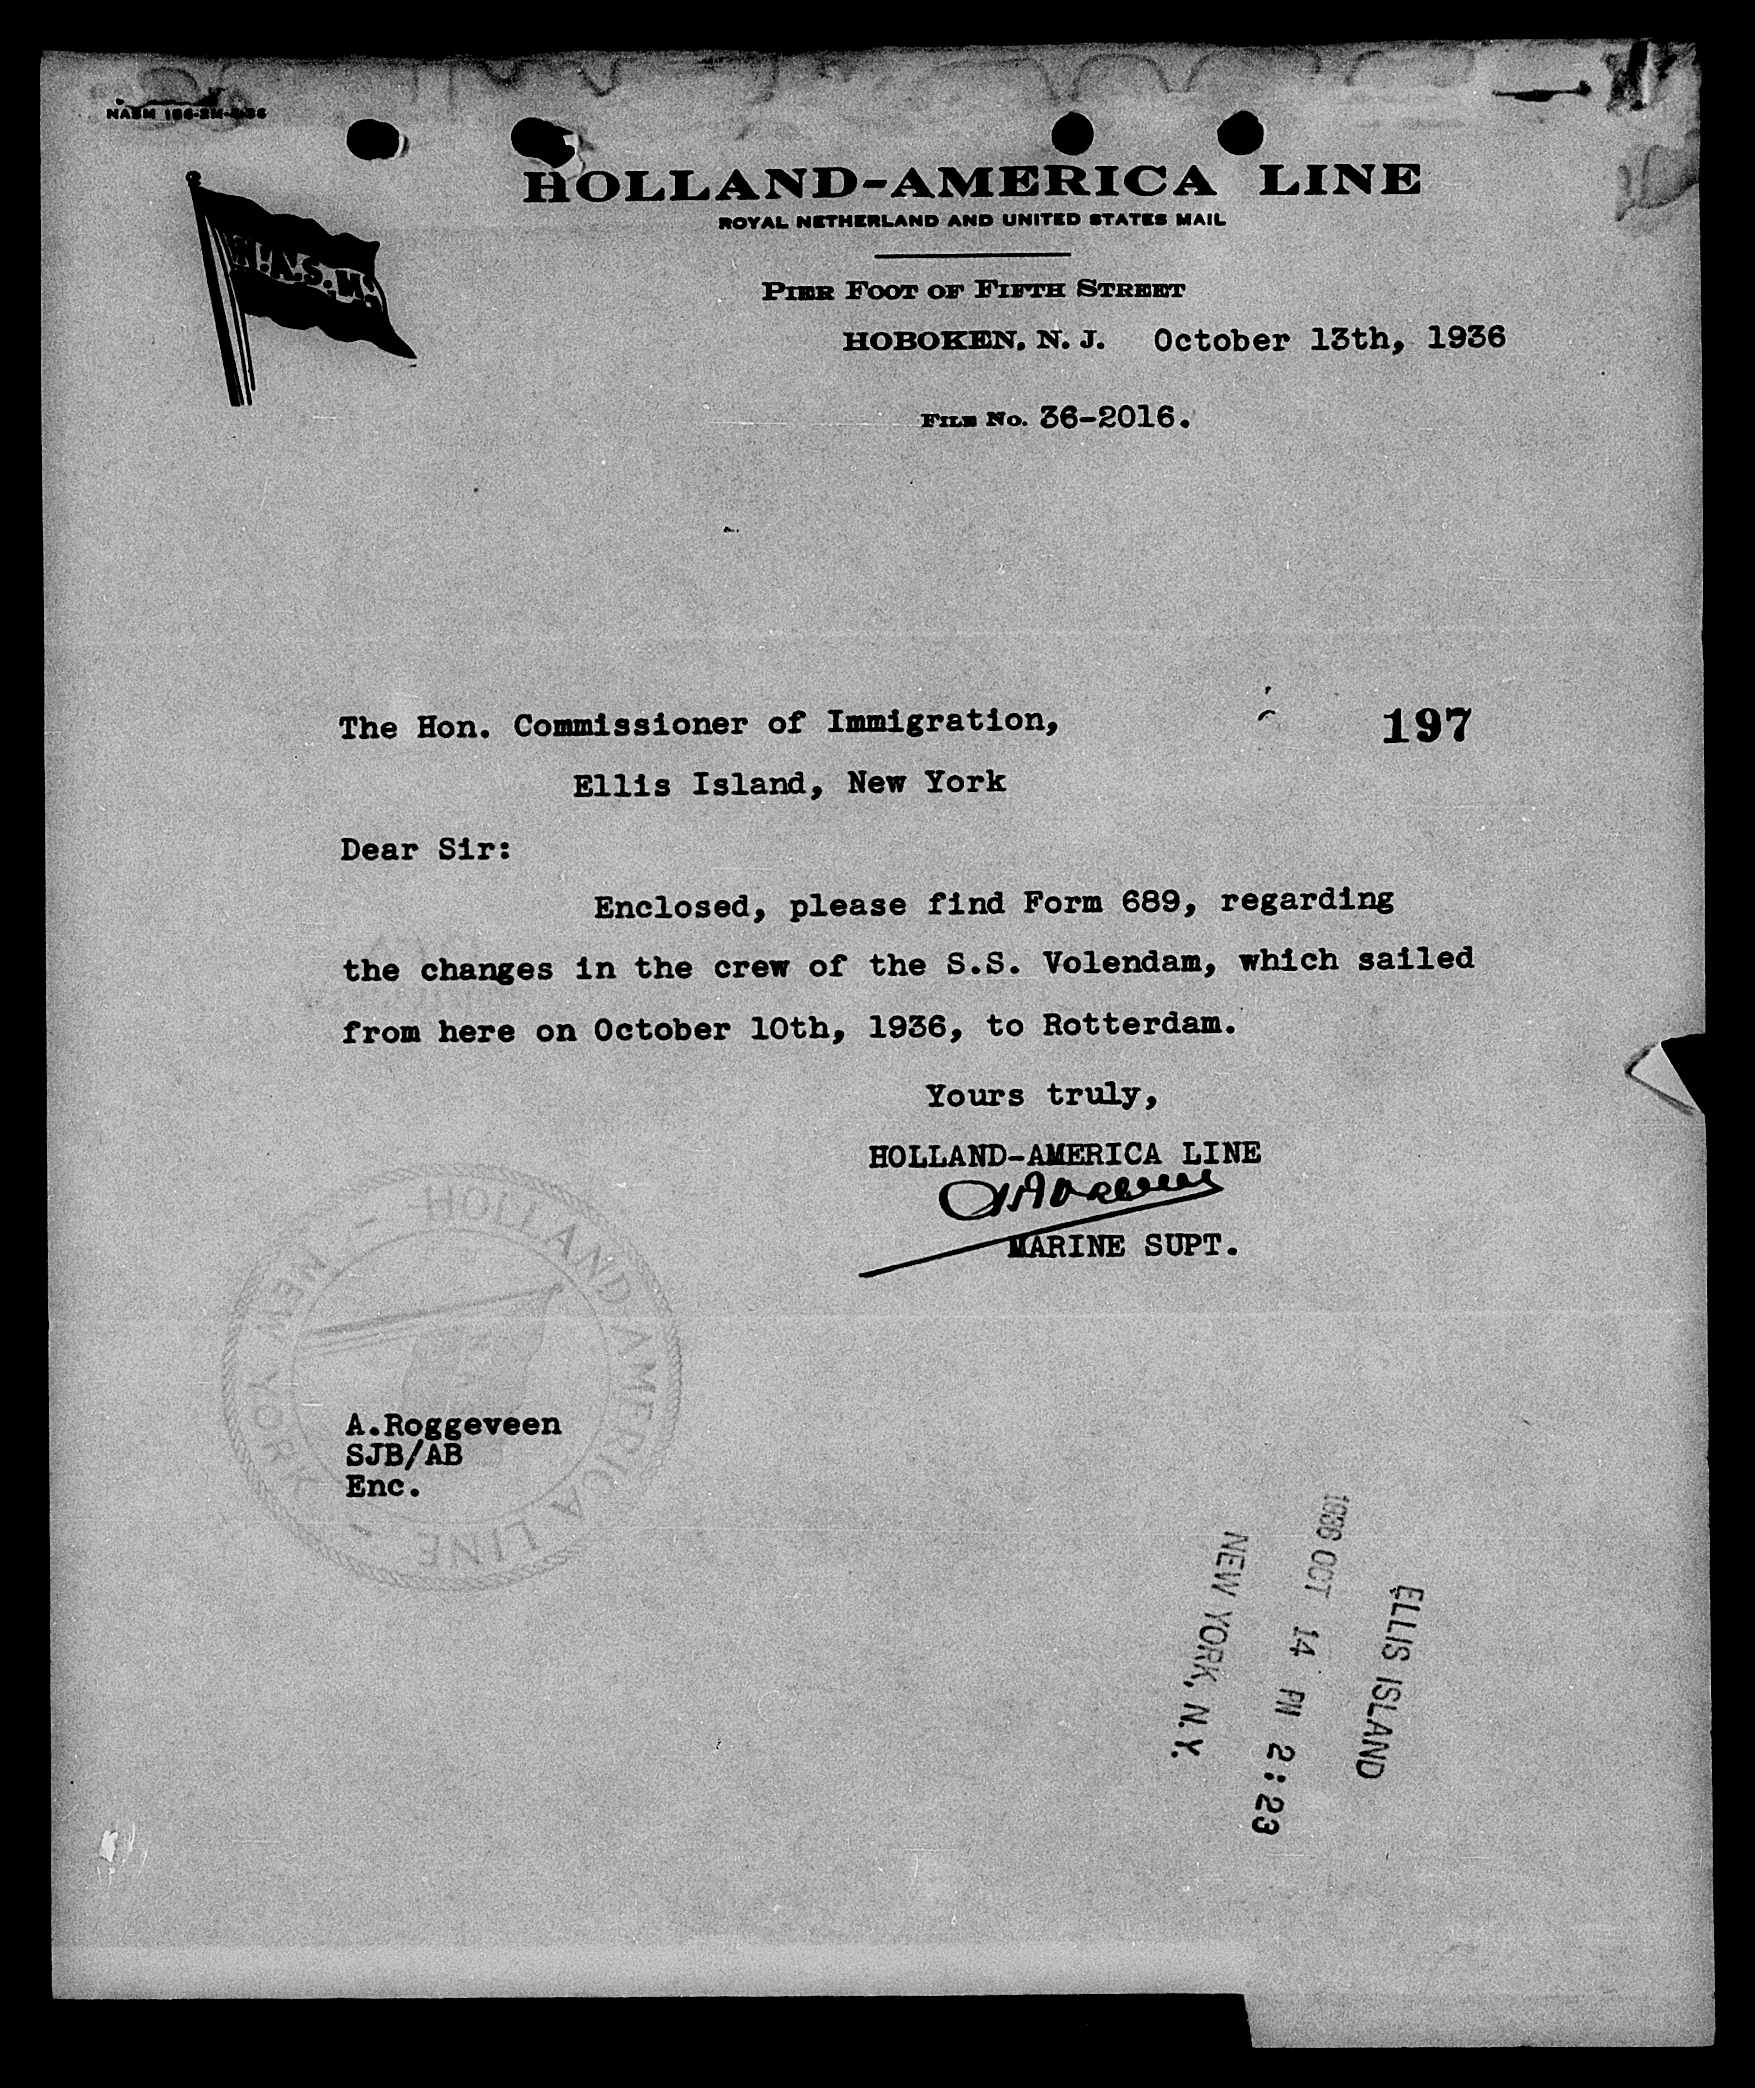 HOLLAND-AMERICA LINE
ROYAL NETHERLAND AND UNITED STATES MAIL
N.A.S.M.
PIER FOOT OF FIFTH STREET
HOBOKEN, N. J. October 13th, 1936
FILE No. 36-2016.
The Hon. Commissioner of Immigration,
197
Ellis Island, New York
Dear Sir:
Enclosed, please find Form 689, regarding
the changes in the crew of the S.S. Volendam, which sailed
from here on October 10th, 1936, to Rotterdam.
Yours truly,
HOLLAND-AMERICA LINE
MARINE SUPT.
HOLLAND-AMERICA LINE - NEW YORK -
A.Roggeveen
SJB/AB
Enc.
ELLIS ISLAND
1936 OCT 14 PM 2:23
NEW YORK, N.Y.